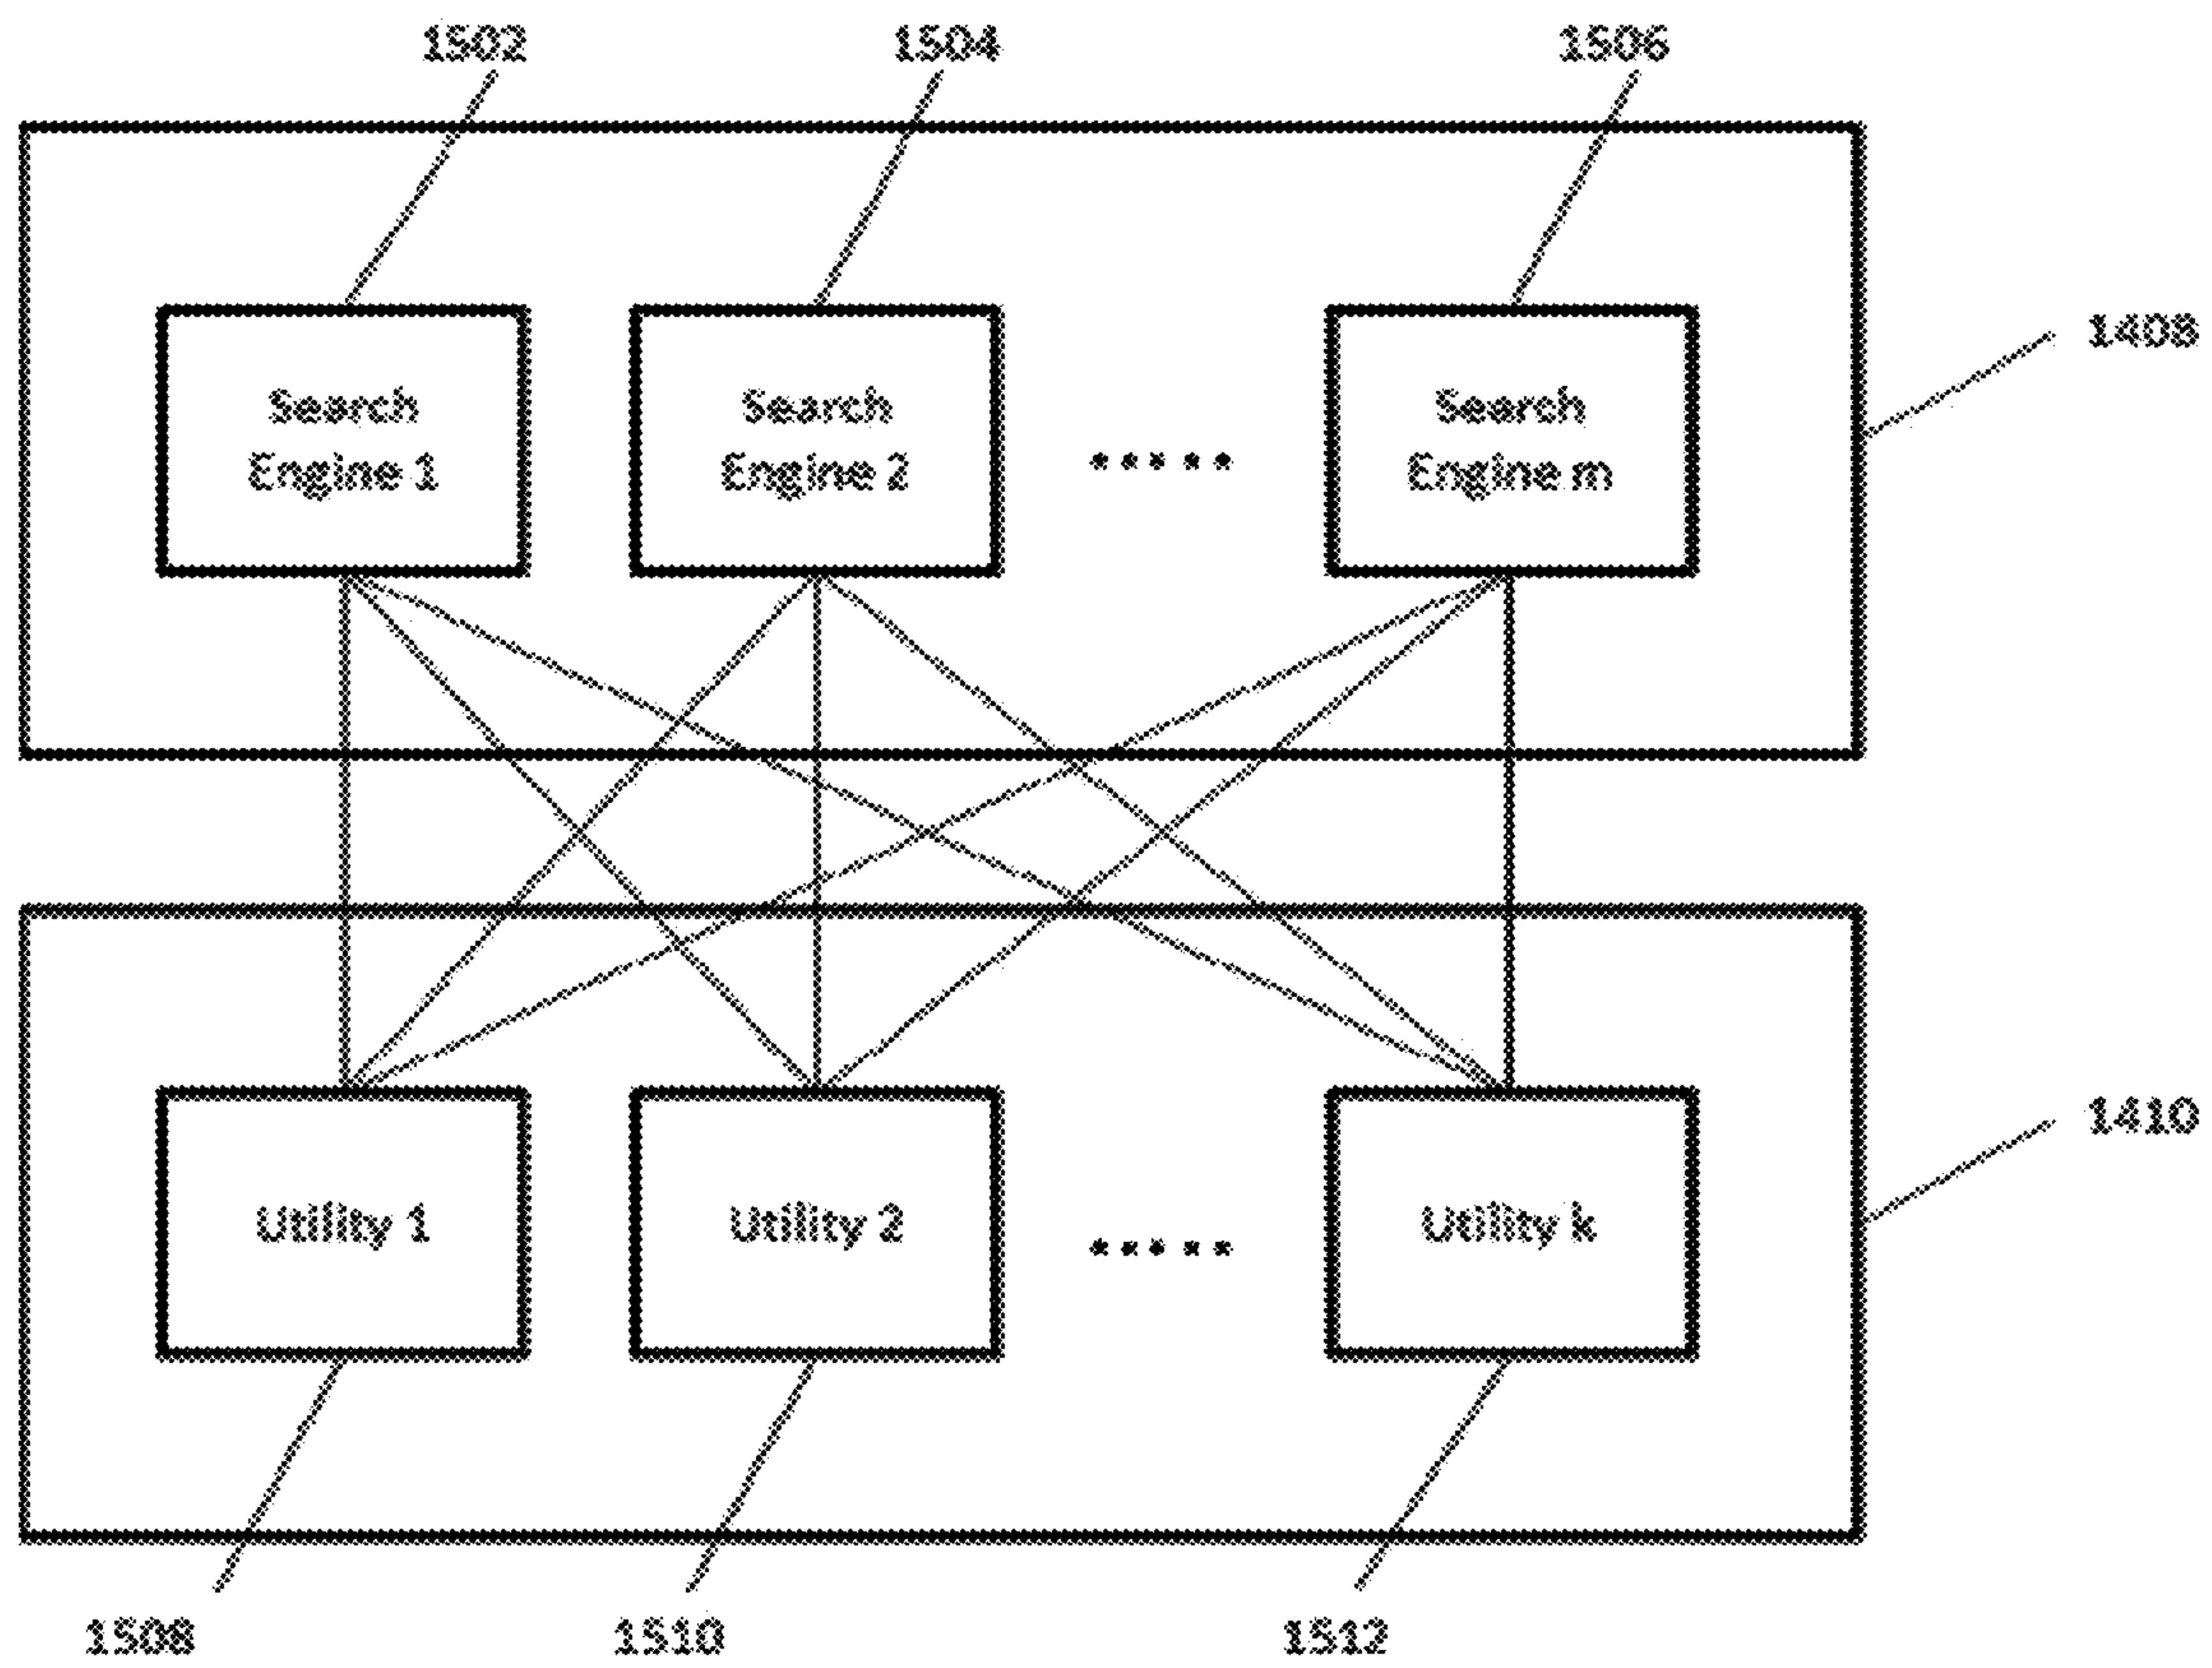 1502
1504
1506
1408
Search
Engine 1
Search
Engine 2
.....
Search
Engine m
1410
Utility 1
Utility 2
.....
Utility k
1508
1510
1512